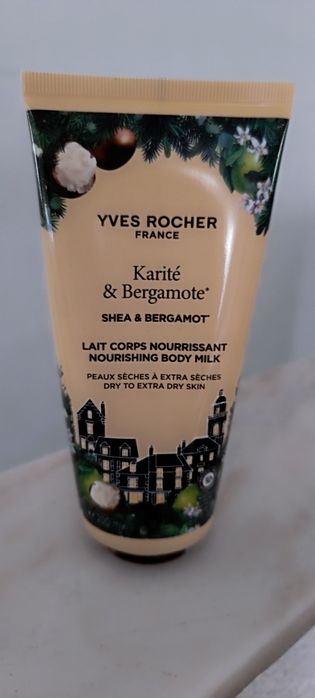 YVES ROCHER
FRANCE
Karité
& Bergamote*
SHEA & BERGAMOT*
LAIT CORPS NOURRISSANT
NOURISHING BODY MILK
PEAUX SÈCHES À EXTRA SÈCHES
DRY TO EXTRA DRY SKIN